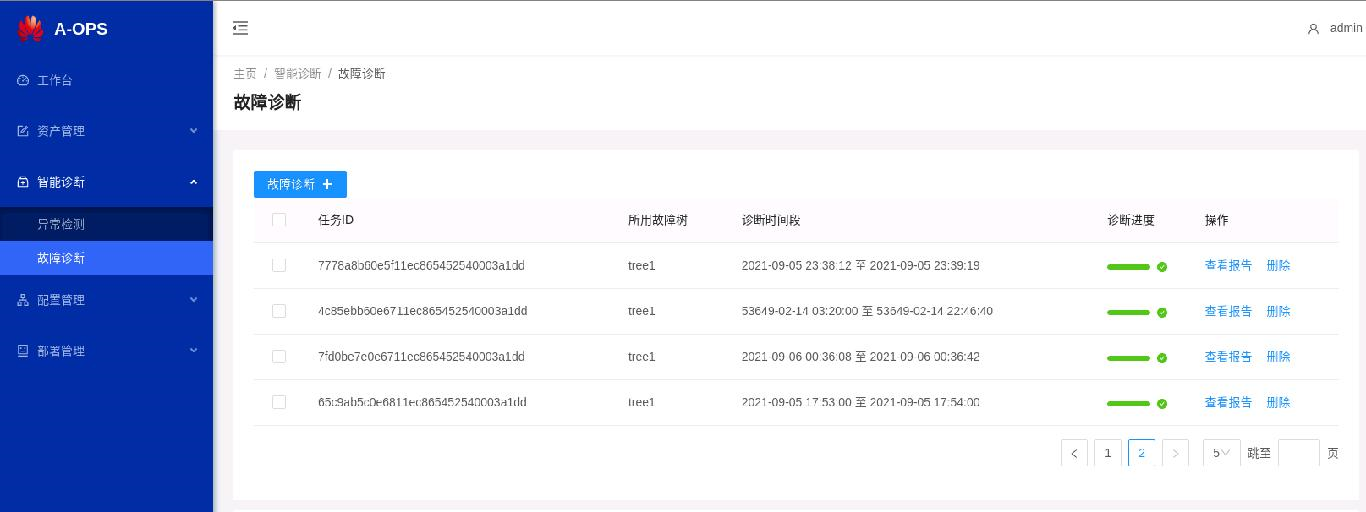 A-OPS
admin
工作台
资产管理
智能诊断
异常检测
故障诊断
配置管理
部署管理
主页 / 智能诊断 / 故障诊断
故障诊断
故障诊断 +
任务ID 所用故障树 诊断时间段 诊断进度 操作
7778a8b60e5f11ec865452540003a1dd tree1 2021-09-05 23:38:12 至 2021-09-05 23:39:19 查看报告 删除
4c85ebb60e6711ec865452540003a1dd tree1 53649-02-14 03:20:00 至 53649-02-14 22:46:40 查看报告 删除
7fd0bc7e0e6711ec865452540003a1dd tree1 2021-09-06 00:36:08 至 2021-09-06 00:36:42 查看报告 删除
65c9ab5c0e6811ec865452540003a1dd tree1 2021-09-05 17:53:00 至 2021-09-05 17:54:00 查看报告 删除
1 2 5 跳至 页